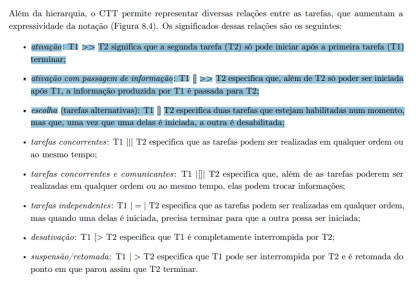 Além da hierarquia, o CTT permite representar diversas relações entre as tarefas, que aumentam a
expressividade da notação (Figura 8.4). Os significados dessas relações são os seguintes:
• ativação: T1 >> T2 significa que a segunda tarefa (T2) só pode iniciar após a primeira tarefa (T1)
terminar;
• ativação com passagem de informação: T1 [] >> T2 especifica que, além de T2 só poder ser iniciada
após T1, a informação produzida por T1 é passada para T2;
• escolha (tarefas alternativas): T1 [] T2 especifica duas tarefas que estejam habilitadas num momento,
mas que, uma vez que uma delas é iniciada, a outra é desabilitada;
• tarefas concorrentes: T1 ||| T2 especifica que as tarefas podem ser realizadas em qualquer ordem ou
ao mesmo tempo;
• tarefas concorrentes e comunicantes: T1 |[]| T2 especifica que, além de as tarefas poderem ser
realizadas em qualquer ordem ou ao mesmo tempo, elas podem trocar informações;
• tarefas independentes: T1 | = | T2 especifica que as tarefas podem ser realizadas em qualquer ordem,
mas quando uma delas é iniciada, precisa terminar para que a outra possa ser iniciada;
• desativação: T1 [> T2 especifica que T1 é completamente interrompida por T2;
• suspensão/retomada: T1 | > T2 especifica que T1 pode ser interrompida por T2 e é retomada do
ponto em que parou assim que T2 terminar.